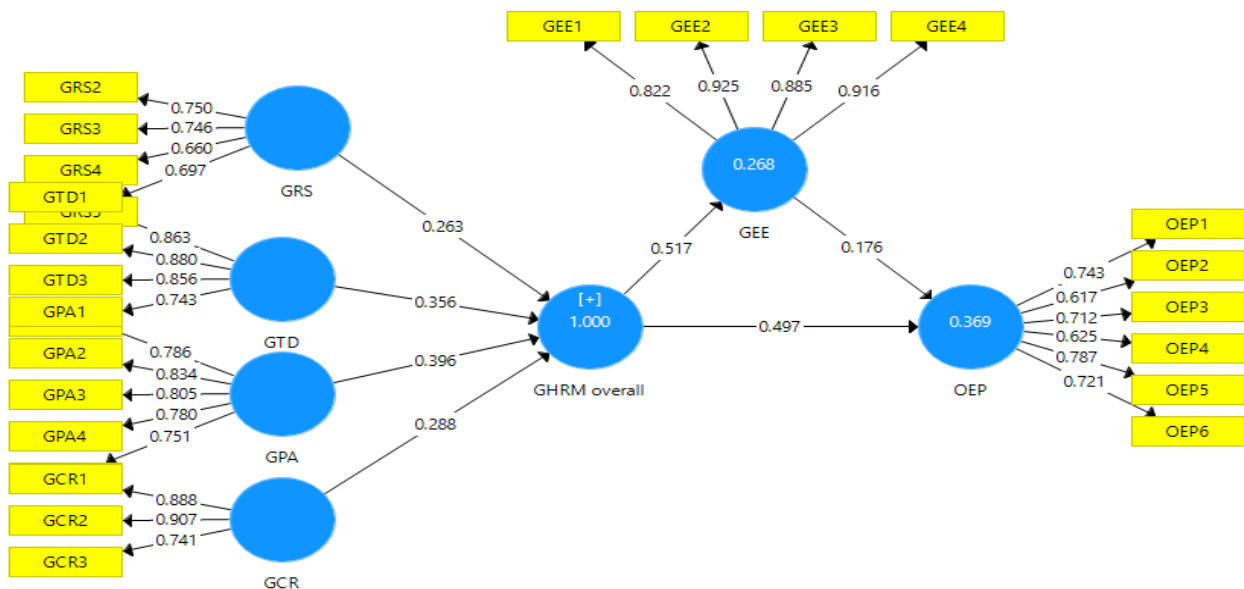 GEE1
GEE2
GEE3
GEE4
0.822
0.925
0.885
0.916
GRS2
GRS3
GRS4
GTD1
GTD2
GTD3
GPA1
GPA2
GPA3
GPA4
GCR1
GCR2
GCR3
0.750
0.746
0.660
0.697
0.863
0.880
0.856
0.743
0.786
0.834
0.805
0.780
0.751
0.888
0.907
0.741
GRS
GTD
GPA
GCR
0.263
0.356
0.396
0.288
[+]
1.000
GHRM overall
0.517
0.268
GEE
0.176
0.497
0.369
OEP
0.743
0.617
0.712
0.625
0.787
0.721
OEP1
OEP2
OEP3
OEP4
OEP5
OEP6